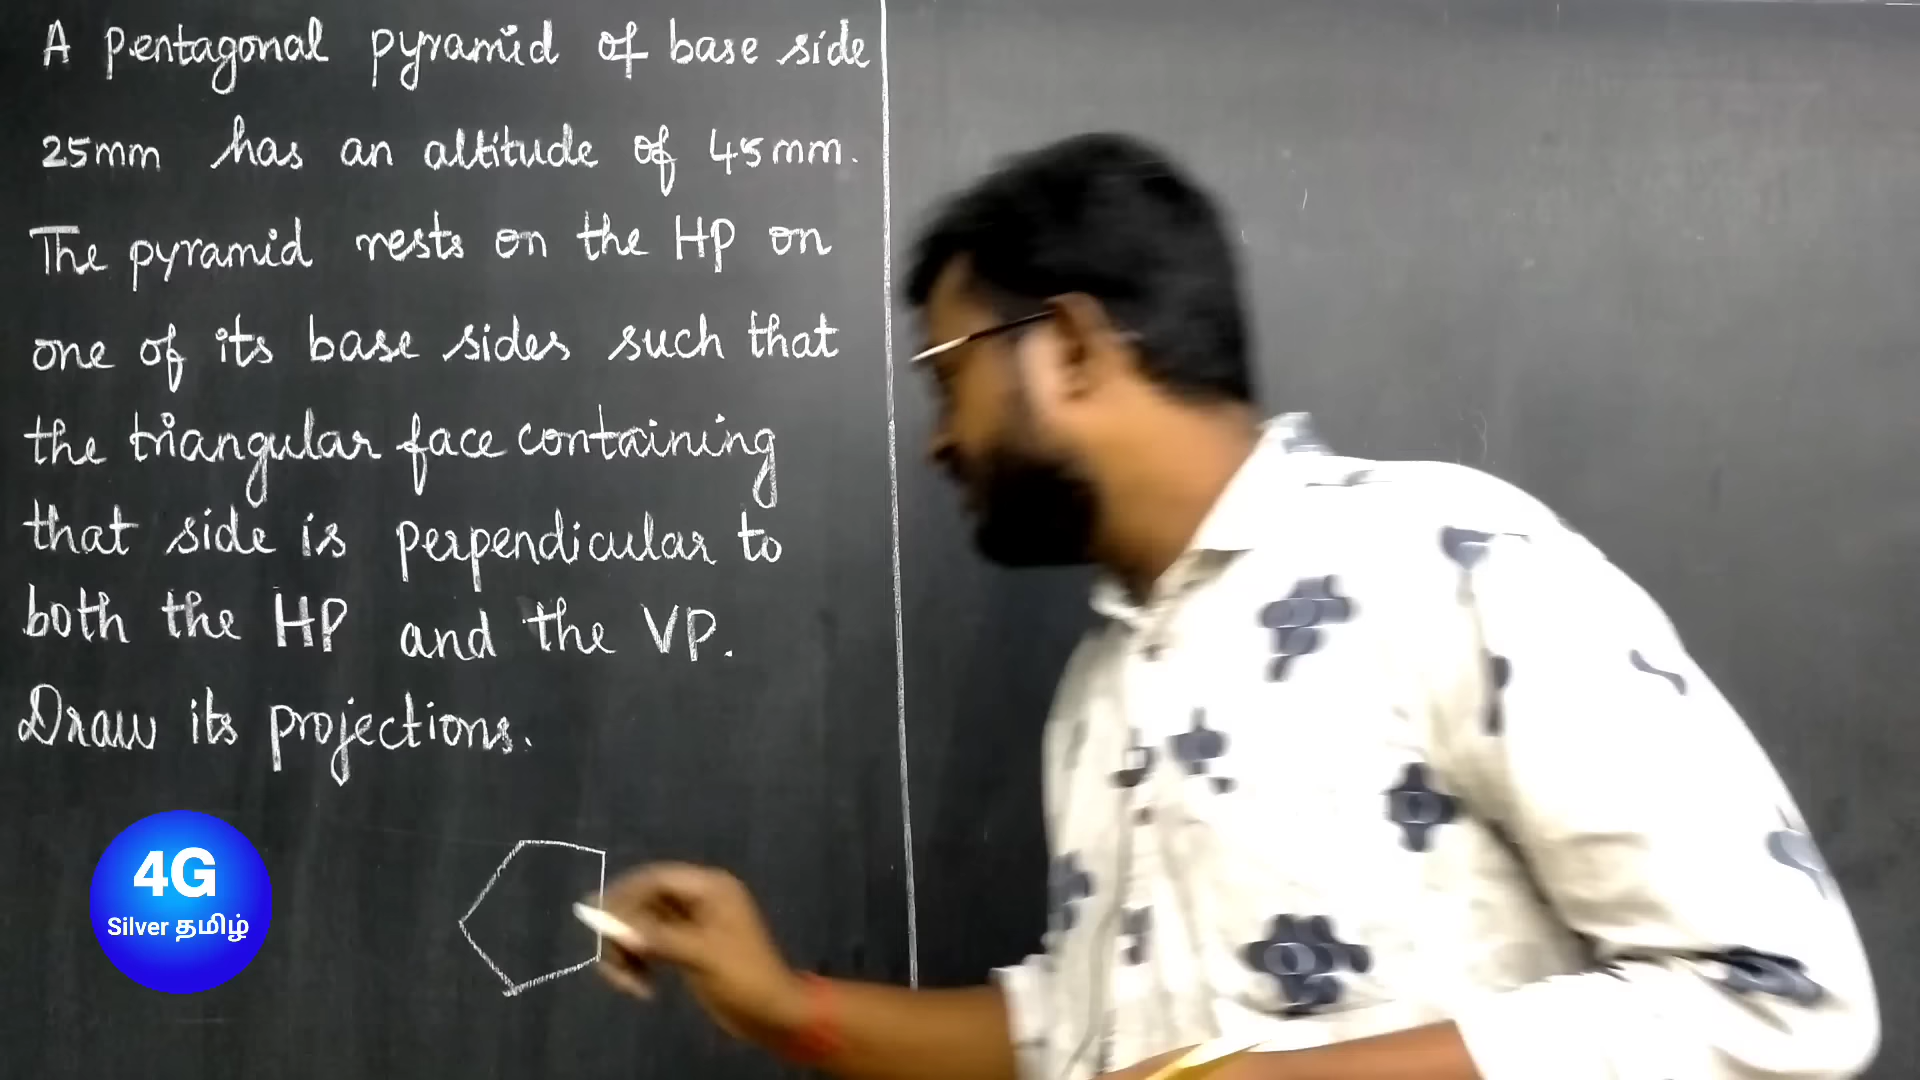 A pentagonal pyramid of base side
25mm has an altitude of 45mm.
The pyramid rests on the HP on
one of its base sides such that
the triangular face containing
that side is perpendicular to
both the HP and the VP.
Draw its projections.
4G
Silver தமிழ்